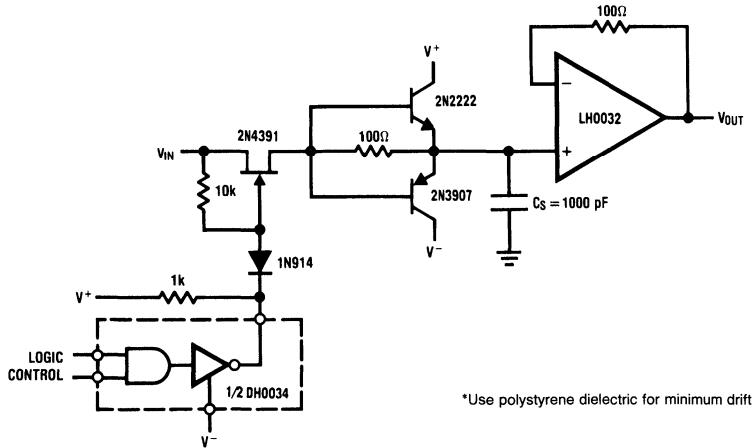 100Ω
V+
2N2222
−
LH0032
VOUT
2N4391
100Ω
VIN
+
10k
2N3907
CS = 1000 pF
V−
1N914
1k
V+
LOGIC
CONTROL
1/2 DH0034
*Use polystyrene dielectric for minimum drift
V−